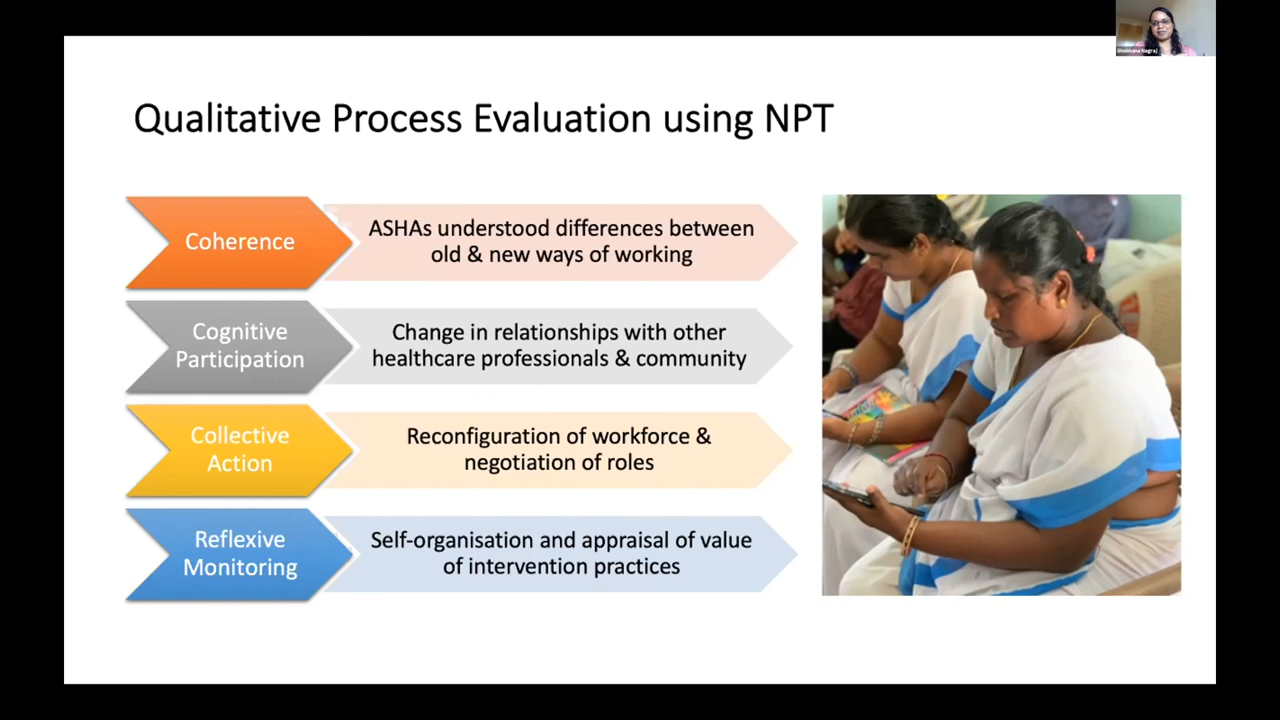 Shobhana Nagraj
Qualitative Process Evaluation using NPT
Coherence
ASHAs understood differences between
old & new ways of working
Cognitive
Participation
Change in relationships with other
healthcare professionals & community
Collective
Action
Reconfiguration of workforce &
negotiation of roles
Reflexive
Monitoring
Self-organisation and appraisal of value
of intervention practices